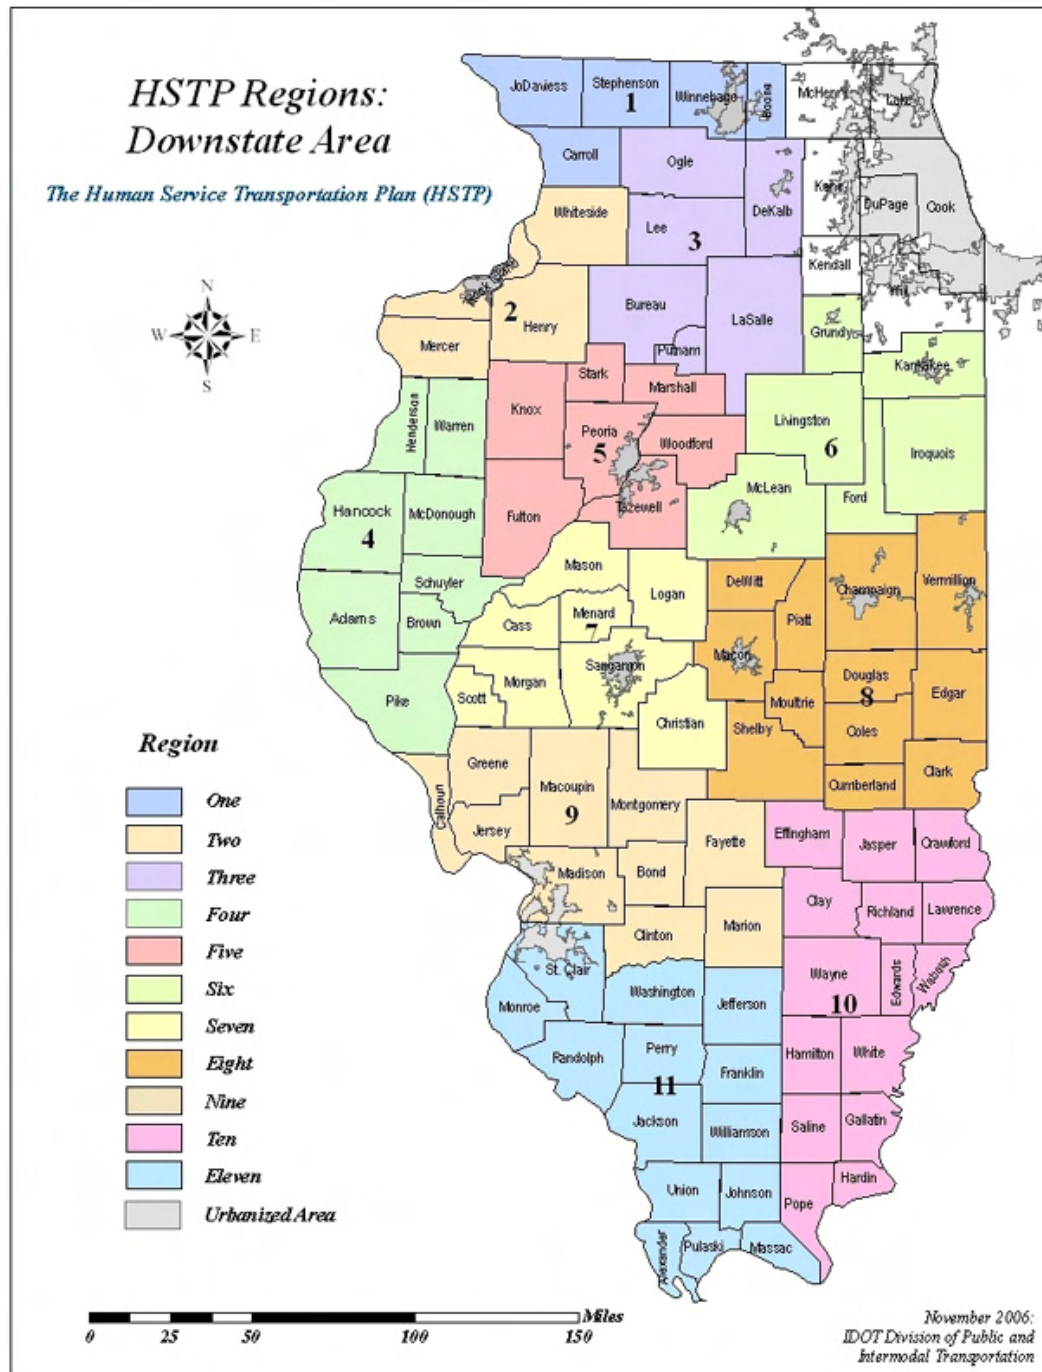 HSTP Regions:
Downstate Area
The Human Service Transportation Plan (HSTP)
N
W E
S
JoDaviess
Stephenson
1
Winnebago
Boone
McHenry
Lake
Carroll
Ogle
DeKalb
Kane
DuPage
Cook
Whiteside
Lee
3
Kendall
Will
Rock Island
2
Henry
Bureau
Putnam
LaSalle
Grundy
Kankakee
Mercer
Stark
Marshall
Henderson
Warren
Knox
Peoria
5
Woodford
Livingston
6
Iroquois
Hancock
4
McDonough
Fulton
Tazewell
McLean
Ford
Schuyler
Mason
Logan
DeWitt
Champaign
Vermillion
Adams
Brown
Cass
Menard
7
Piatt
Macon
Pike
Scott
Morgan
Sangamon
Christian
Moultrie
Shelby
Douglas
8
Coles
Edgar
Cumberland
Clark
Calhoun
Greene
Jersey
Macoupin
9
Montgomery
Fayette
Effingham
Jasper
Crawford
Madison
Bond
Clay
Richland
Lawrence
Clinton
Marion
St. Clair
Wayne
10
Edwards
Wabash
Monroe
Washington
Jefferson
Randolph
Perry
11
Franklin
Hamilton
White
Jackson
Williamson
Saline
Gallatin
Union
Johnson
Pope
Hardin
Alexander
Pulaski
Massac
Region
One
Two
Three
Four
Five
Six
Seven
Eight
Nine
Ten
Eleven
Urbanized Area
Miles
0 25 50 100 150
November 2006:
IDOT Division of Public and
Intermodal Transportation